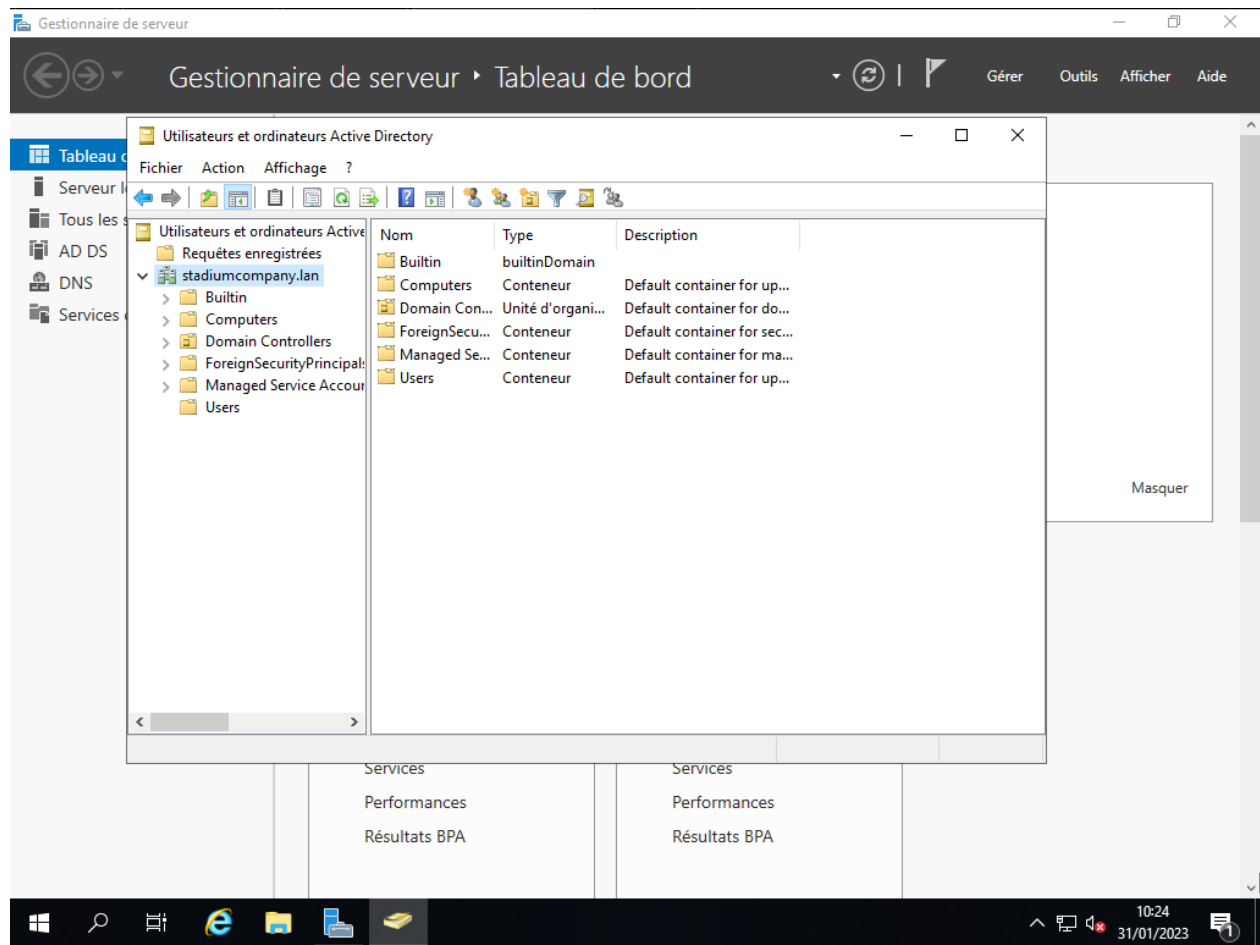 Gestionnaire de serveur
Gestionnaire de serveur Tableau de bord
Gérer Outils Afficher Aide
Tableau
Serveur
Tous les
AD DS
DNS
Services
Utilisateurs et ordinateurs Active Directory
Fichier Action Affichage ?
Utilisateurs et ordinateurs Active
Requêtes enregistrées
stadiumcompany.lan
Builtin
Computers
Domain Controllers
ForeignSecurityPrincipals
Managed Service Accour
Users
Nom Type Description
Builtin builtinDomain
Computers Conteneur Default container for up...
Domain Con... Unité d'organi... Default container for do...
ForeignSecu... Conteneur Default container for sec...
Managed Se... Conteneur Default container for ma...
Users Conteneur Default container for up...
Masquer
Services Services
Performances Performances
Résultats BPA Résultats BPA
10:24
31/01/2023
1